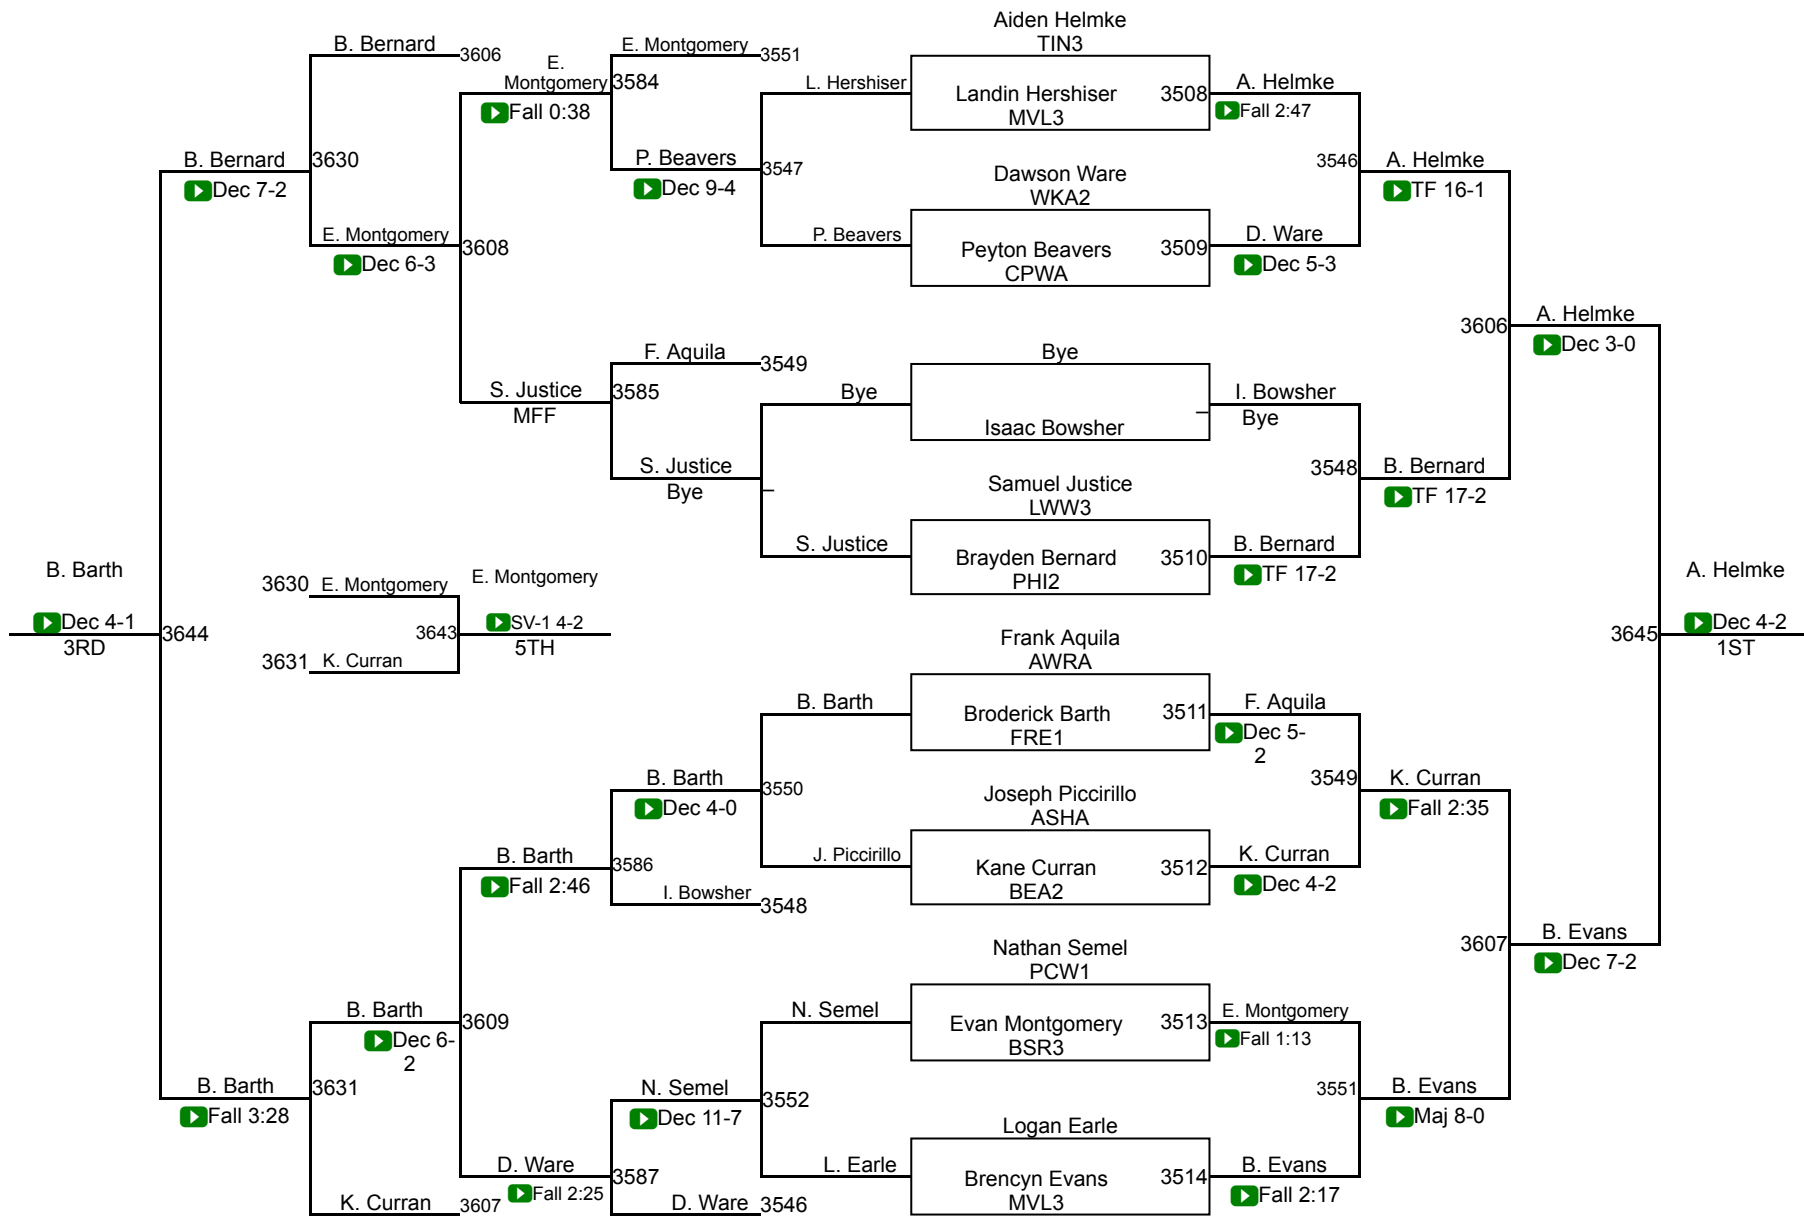 Aiden Helmke
TIN3
B. Bernard
3606
E. Montgomery
3551
E.
Montgomery
3584
Fall 0:38
L. Hershiser
Landin Hershiser
MVL3
3508
A. Helmke
Fall 2:47
B. Bernard
3630
Dec 7-2
P. Beavers
3547
Dec 9-4
Dawson Ware
WKA2
3546
A. Helmke
TF 16-1
E. Montgomery
3608
Dec 6-3
P. Beavers
Peyton Beavers
CPWA
3509
D. Ware
Dec 5-3
3606
A. Helmke
Dec 3-0
F. Aquila
3549
Bye
S. Justice
3585
MFF
Bye
Isaac Bowsher
I. Bowsher
Bye
S. Justice
Bye
Samuel Justice
LWW3
3548
B. Bernard
TF 17-2
S. Justice
Brayden Bernard
PHI2
3510
B. Bernard
TF 17-2
B. Barth
Dec 4-1
3RD
3644
3630
E. Montgomery
3643
E. Montgomery
SV-1 4-2
5TH
3631
K. Curran
3645
A. Helmke
Dec 4-2
1ST
Frank Aquila
AWRA
B. Barth
Broderick Barth
FRE1
3511
F. Aquila
Dec 5-
2
B. Barth
3550
Dec 4-0
Joseph Piccirillo
ASHA
3549
K. Curran
Fall 2:35
B. Barth
3586
Fall 2:46
J. Piccirillo
Kane Curran
BEA2
3512
K. Curran
Dec 4-2
I. Bowsher
3548
Nathan Semel
PCW1
3607
B. Evans
Dec 7-2
B. Barth
3609
Dec 6-
2
N. Semel
Evan Montgomery
BSR3
3513
E. Montgomery
Fall 1:13
B. Barth
3631
Fall 3:28
N. Semel
3552
Dec 11-7
Logan Earle
3551
B. Evans
Maj 8-0
D. Ware
3587
Fall 2:25
L. Earle
Brencyn Evans
MVL3
3514
B. Evans
Fall 2:17
K. Curran
3607
D. Ware
3546